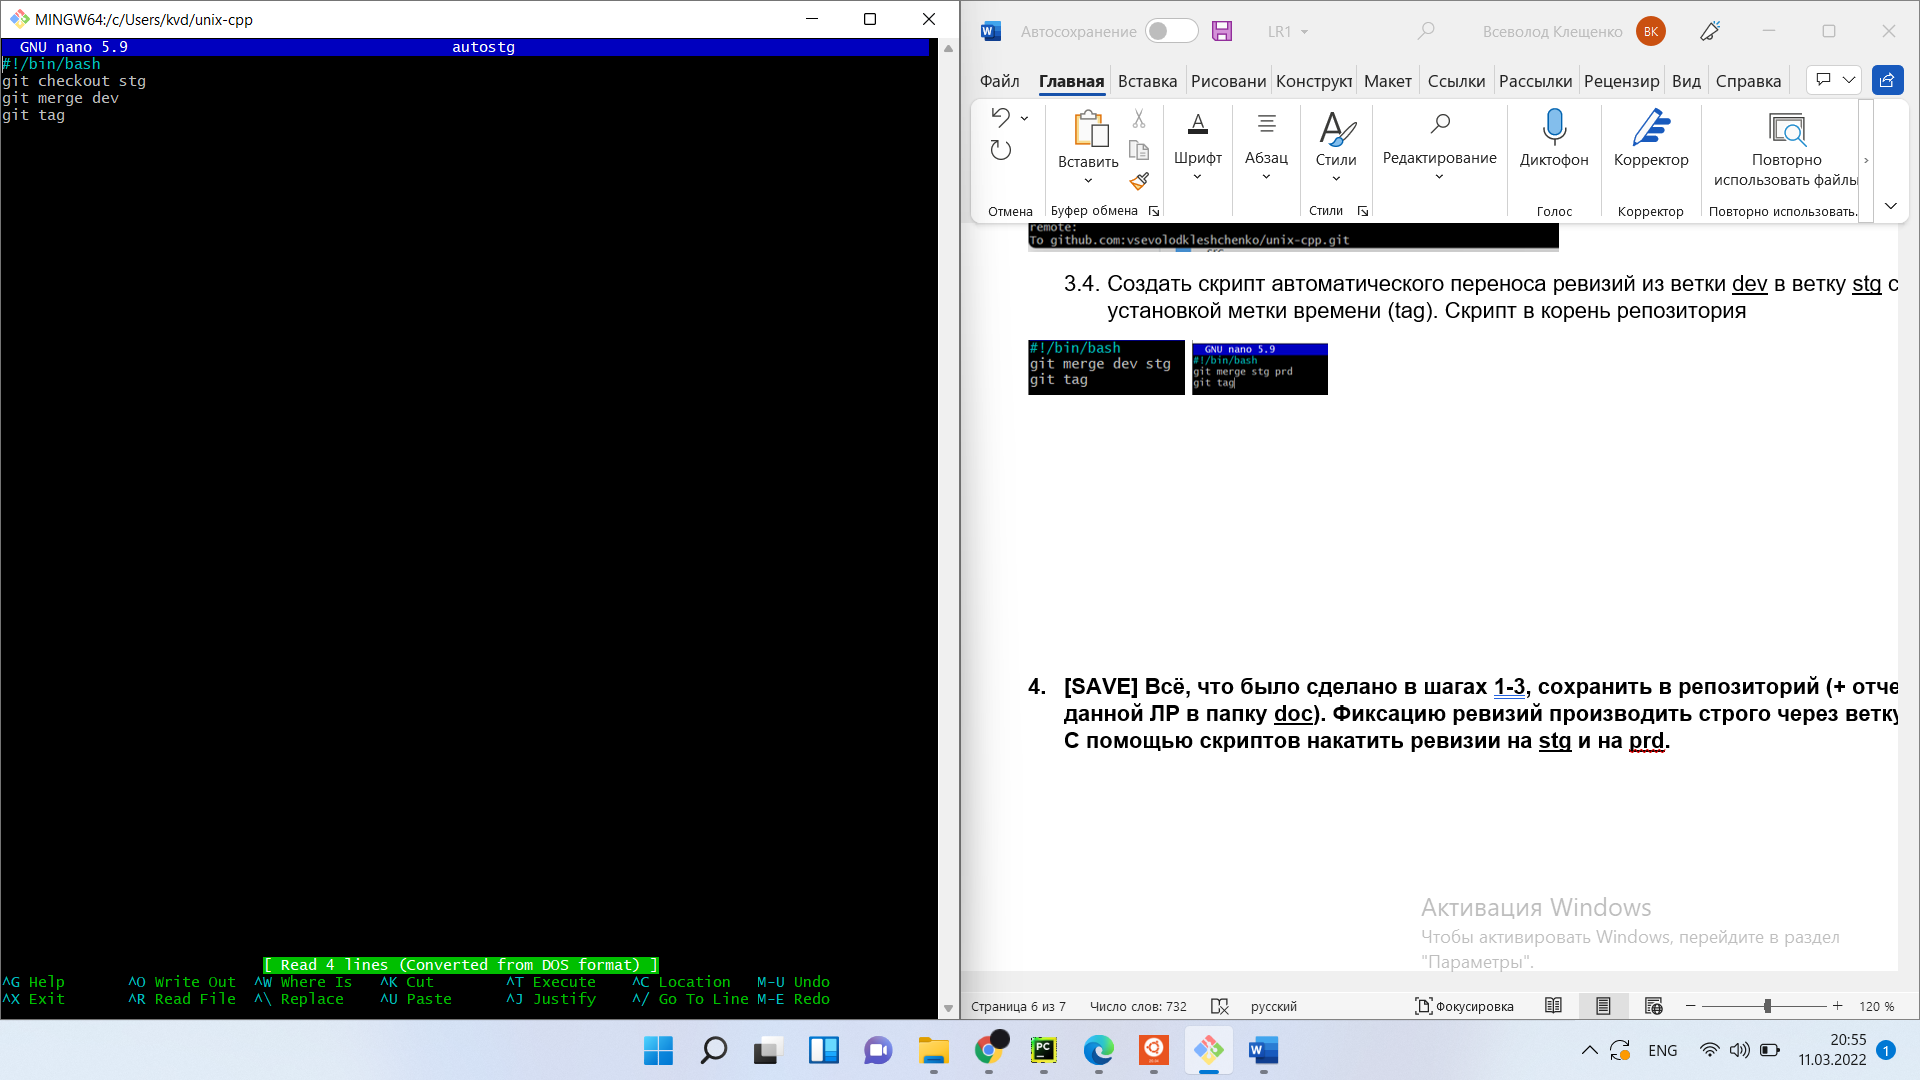 MINGW64:/c/Users/kvd/unix-cpp
GNU nano 5.9 autostg
#!/bin/bash
git checkout stg
git merge dev
git tag
[ Read 4 lines (Converted from DOS format) ]
^G Help ^O Write Out ^W Where Is ^K Cut ^T Execute ^C Location M-U Undo
^X Exit ^R Read File ^\ Replace ^U Paste ^J Justify ^/ Go To Line M-E Redo
Автосохранение LR1 Всеволод Клещенко ВК
Файл Главная Вставка Рисовани Конструкт Макет Ссылки Рассылки Рецензир Вид Справка
Вставить Шрифт Абзац Стили Редактирование Диктофон Корректор Повторно
использовать файлы
Отмена Буфер обмена Стили Голос Корректор Повторно использовать.
remote:
To github.com:vsevolodkleshchenko/unix-cpp.git
3.4. Создать скрипт автоматического переноса ревизий из ветки dev в ветку stg с
установкой метки времени (tag). Скрипт в корень репозитория
#!/bin/bash
git merge dev stg
git tag
GNU nano 5.9
#!/bin/bash
git merge stg prd
git tag
4. [SAVE] Всё, что было сделано в шагах 1-3, сохранить в репозиторий (+ отче
данной ЛР в папку doc). Фиксацию ревизий производить строго через ветку
С помощью скриптов накатить ревизии на stg и на prd.
Активация Windows
Чтобы активировать Windows, перейдите в раздел
"Параметры".
Страница 6 из 7 Число слов: 732 русский Фокусировка 120 %
PC W ENG 20:55
11.03.2022 1